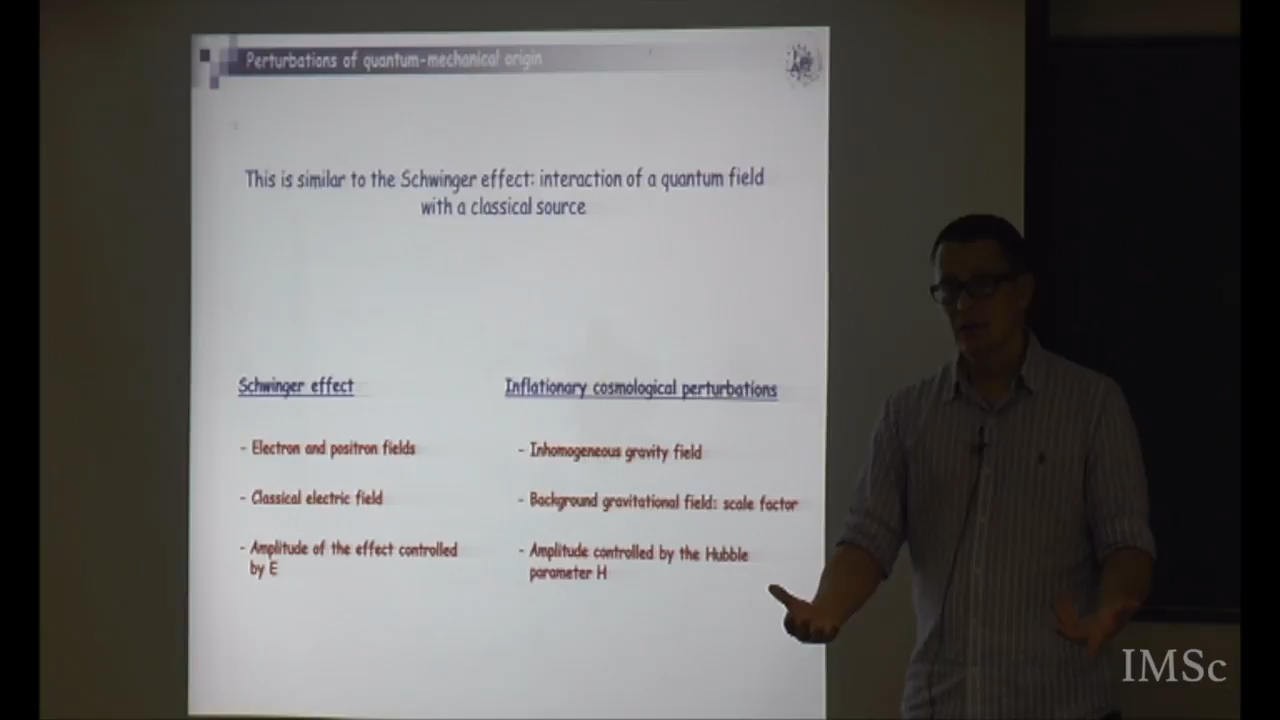 Perturbations of quantum-mechanical origin
This is similar to the Schwinger effect: interaction of a quantum field
with a classical source
Schwinger effect
- Electron and positron fields
- Classical electric field
- Amplitude of the effect controlled
by E
Inflationary cosmological perturbations
- Inhomogeneous gravity field
- Background gravitational field: scale factor
- Amplitude controlled by the Hubble
parameter H
IMSc